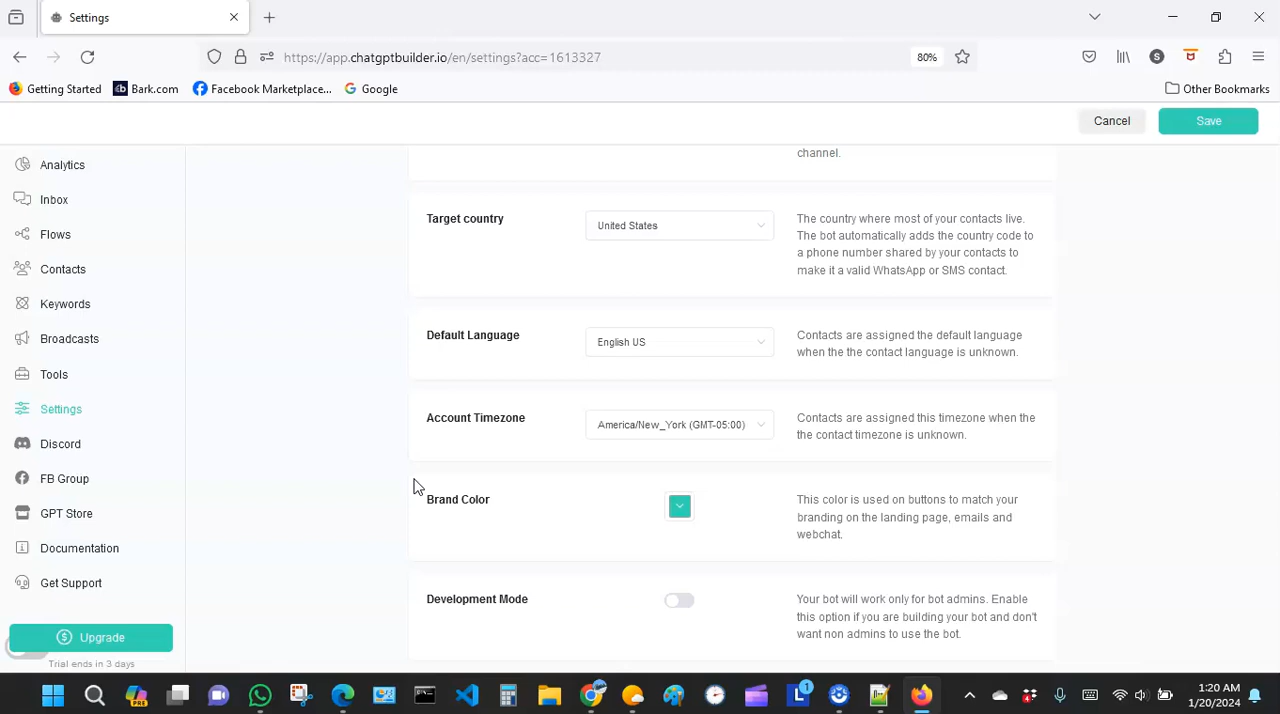 Settings
https://app.chatgptbuilder.io/en/settings?acc=1613327
80%
S
Getting Started
Bark.com
Facebook Marketplace...
Google
Other Bookmarks
Cancel
Save
Analytics
Inbox
Flows
Contacts
Keywords
Broadcasts
Tools
Settings
Discord
FB Group
GPT Store
Documentation
Get Support
Upgrade
Trial ends in 3 days
channel.
Target country
United States
The country where most of your contacts live.
The bot automatically adds the country code to
a phone number shared by your contacts to
make it a valid WhatsApp or SMS contact.
Default Language
English US
Contacts are assigned the default language
when the the contact language is unknown.
Account Timezone
America/New_York (GMT-05:00)
Contacts are assigned this timezone when the
the contact timezone is unknown.
Brand Color
This color is used on buttons to match your
branding on the landing page, emails and
webchat.
Development Mode
Your bot will work only for bot admins. Enable
this option if you are building your bot and don't
want non admins to use the bot.
PRE
L
1
1:20 AM
1/20/2024